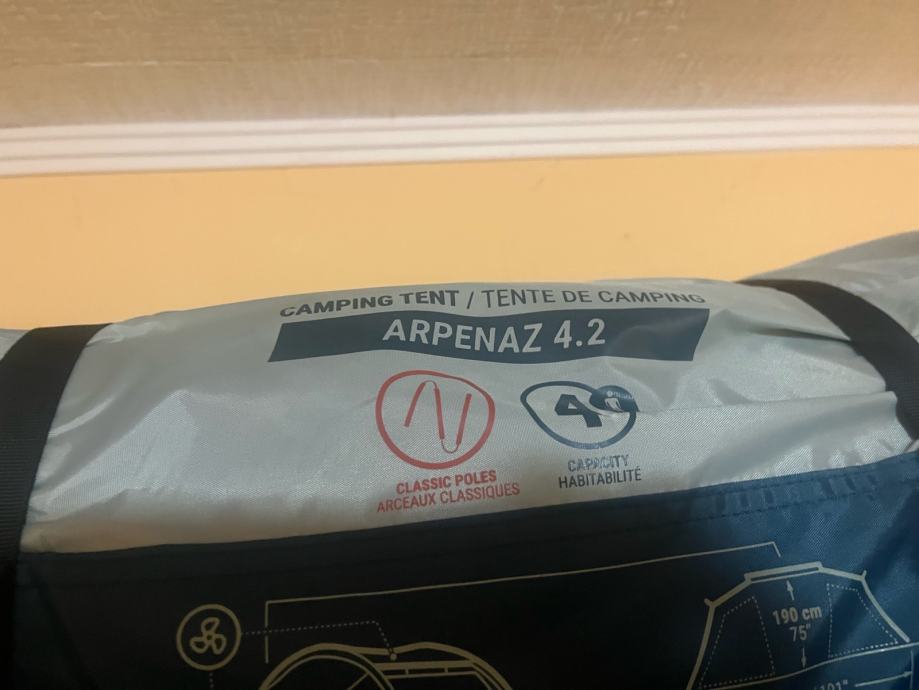 CAMPING TENT / TENTE DE CAMPING
ARPENAZ 4.2
4
CLASSIC POLES
ARCEAUX CLASSIQUES
CAPACITY
HABITABILITÉ
190 cm
75"